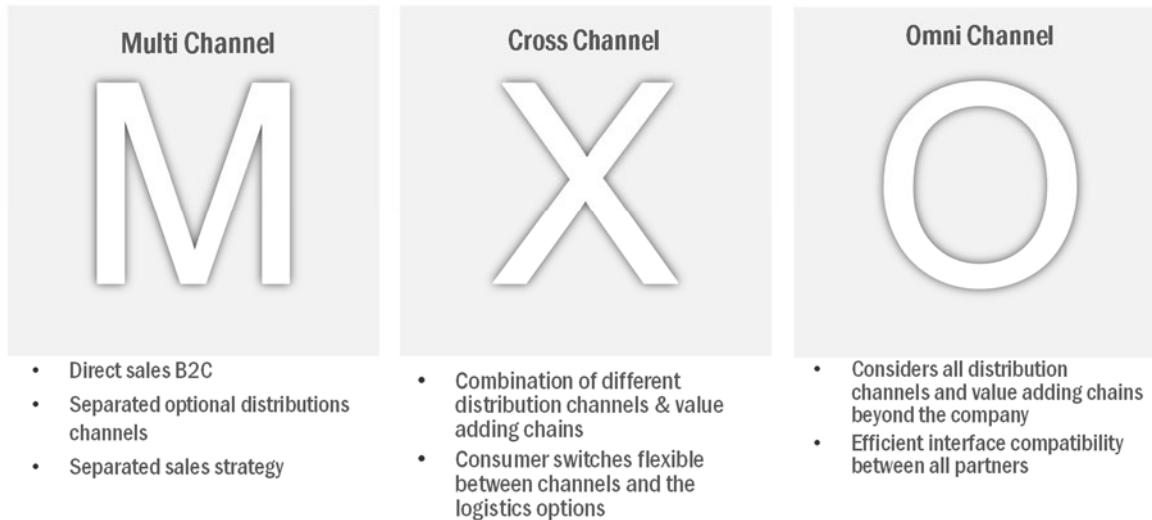 Multi Channel
M
• Direct sales B2C
• Separated optional distributions
channels
• Separated sales strategy
Cross Channel
X
• Combination of different
distribution channels & value
adding chains
• Consumer switches flexible
between channels and the
logistics options
Omni Channel
O
• Considers all distribution
channels and value adding chains
beyond the company
• Efficient interface compatibility
between all partners